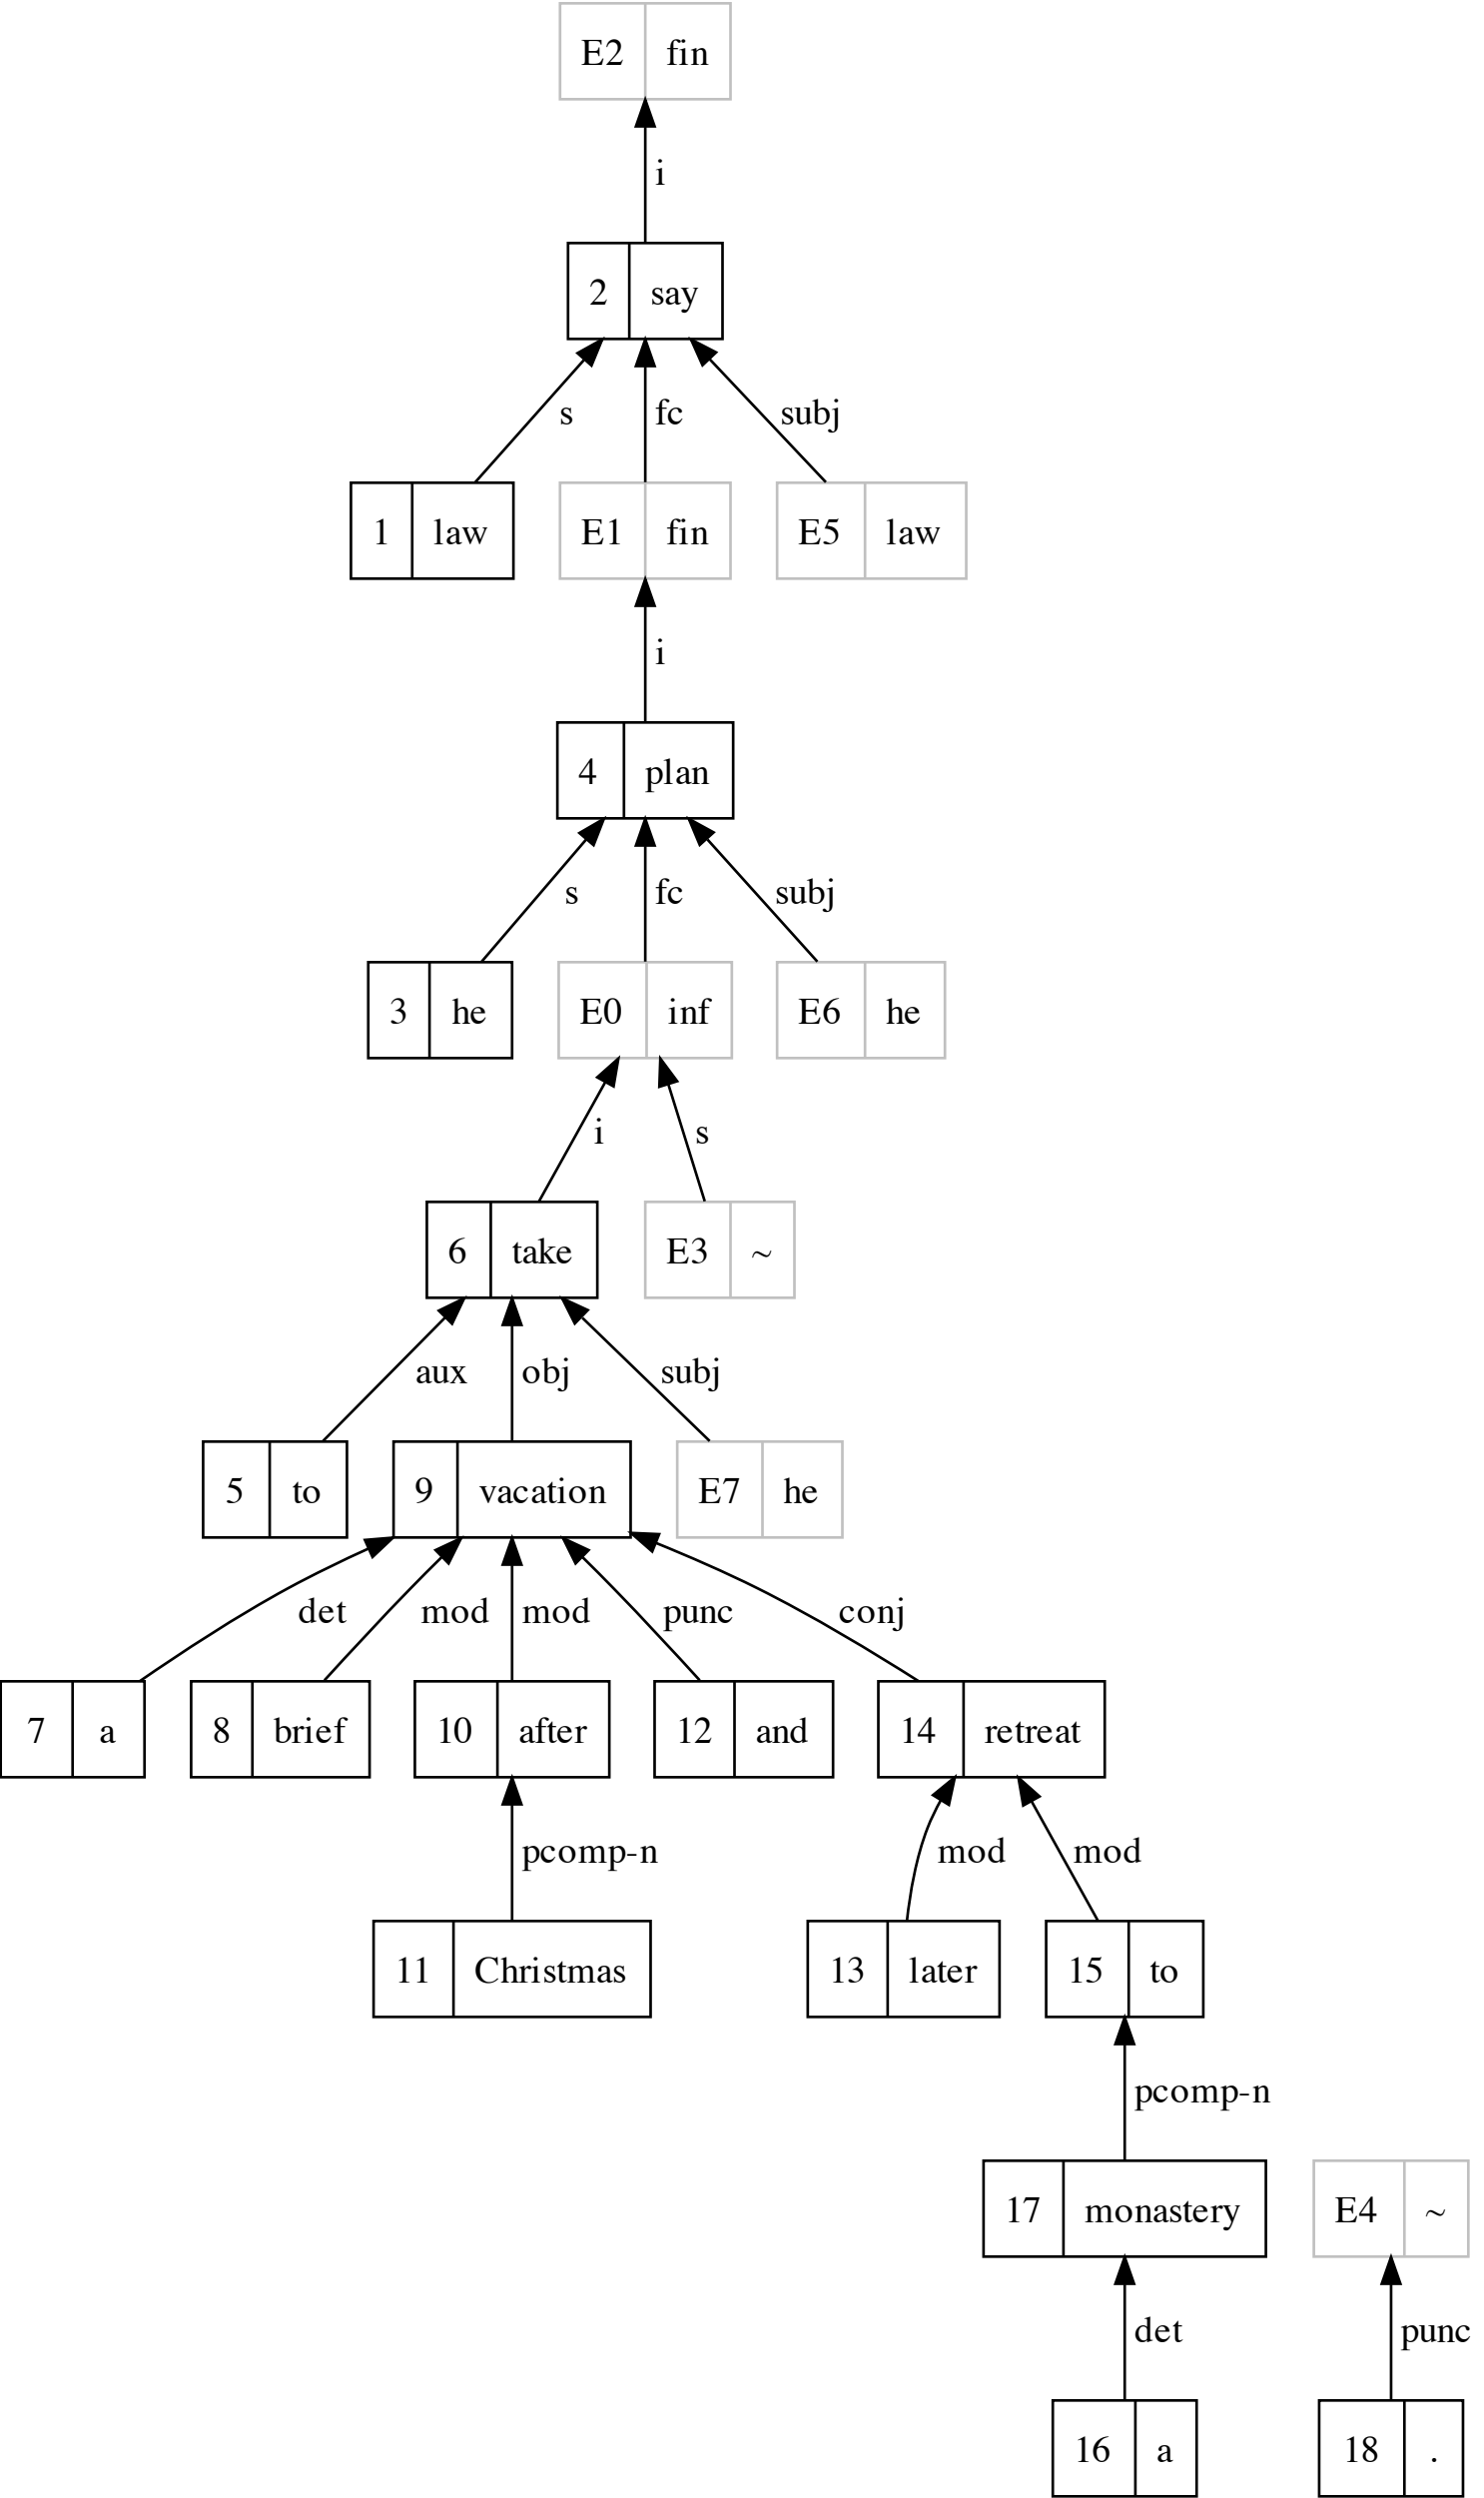 E2 fin
i
2 say
s fc subj
1 law E1 fin E5 law
i
4 plan
s fc subj
3 he E0 inf E6 he
i s
6 take E3 ~
aux obj subj
5 to 9 vacation E7 he
det mod mod punc conj
7 a 8 brief 10 after 12 and 14 retreat
pcomp-n mod mod
11 Christmas 13 later 15 to
pcomp-n
17 monastery E4 ~
det punc
16 a 18 .